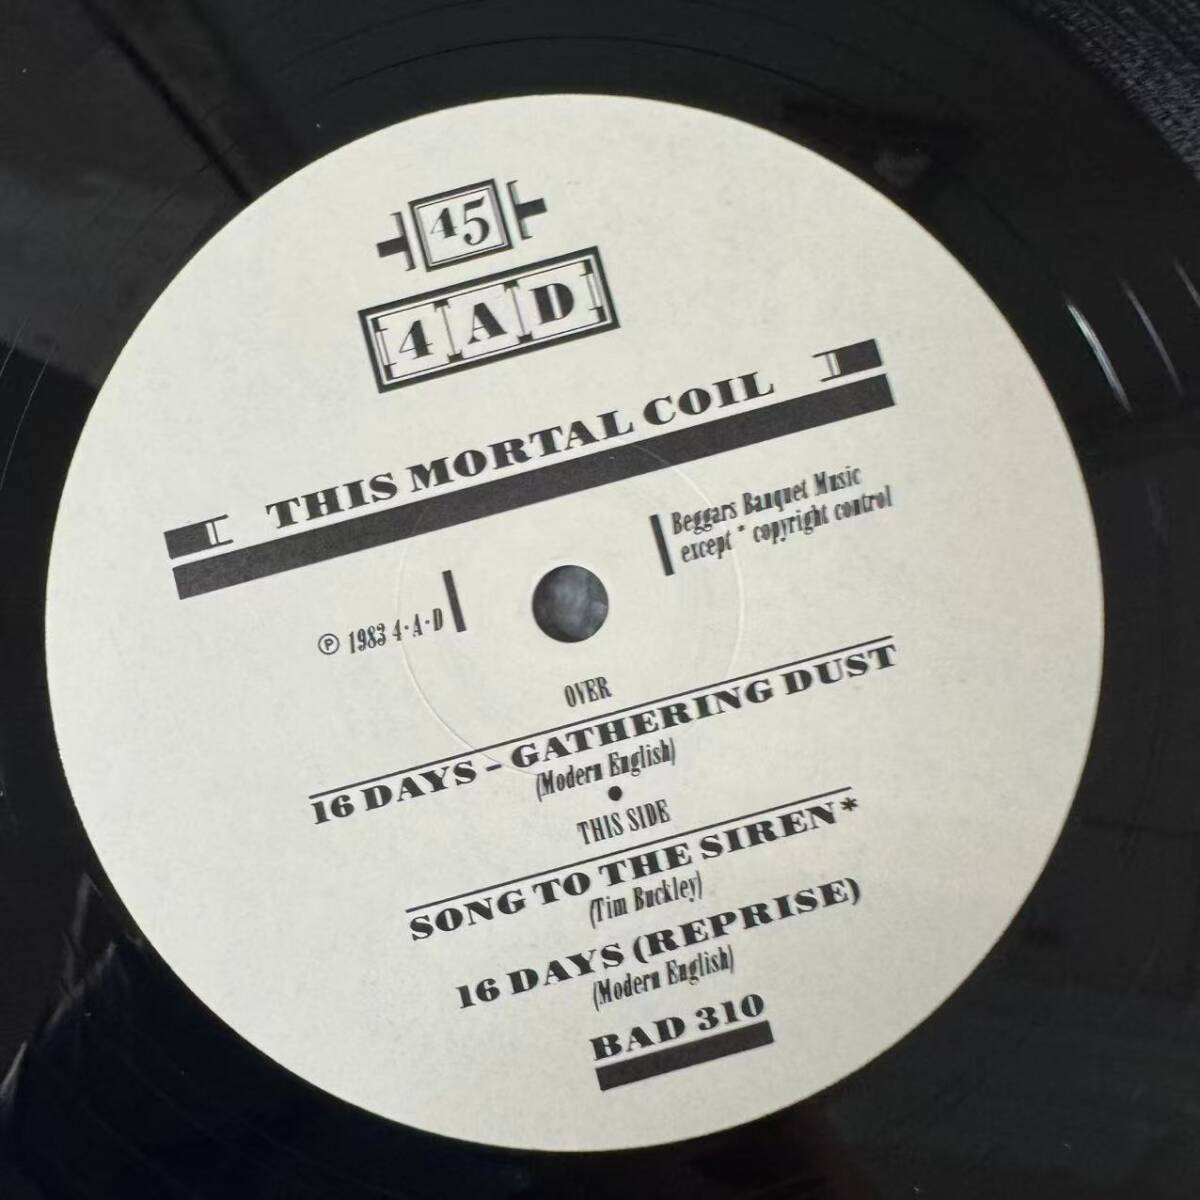 45
4AD
THIS MORTAL COIL
Beggars Banquet Music
except * copyright control
℗ 1983 4·A·D
OVER
16 DAYS - GATHERING DUST
(Modern English)
THIS SIDE
SONG TO THE SIREN*
(Tim Buckley)
16 DAYS (REPRISE)
(Modern English)
BAD 310